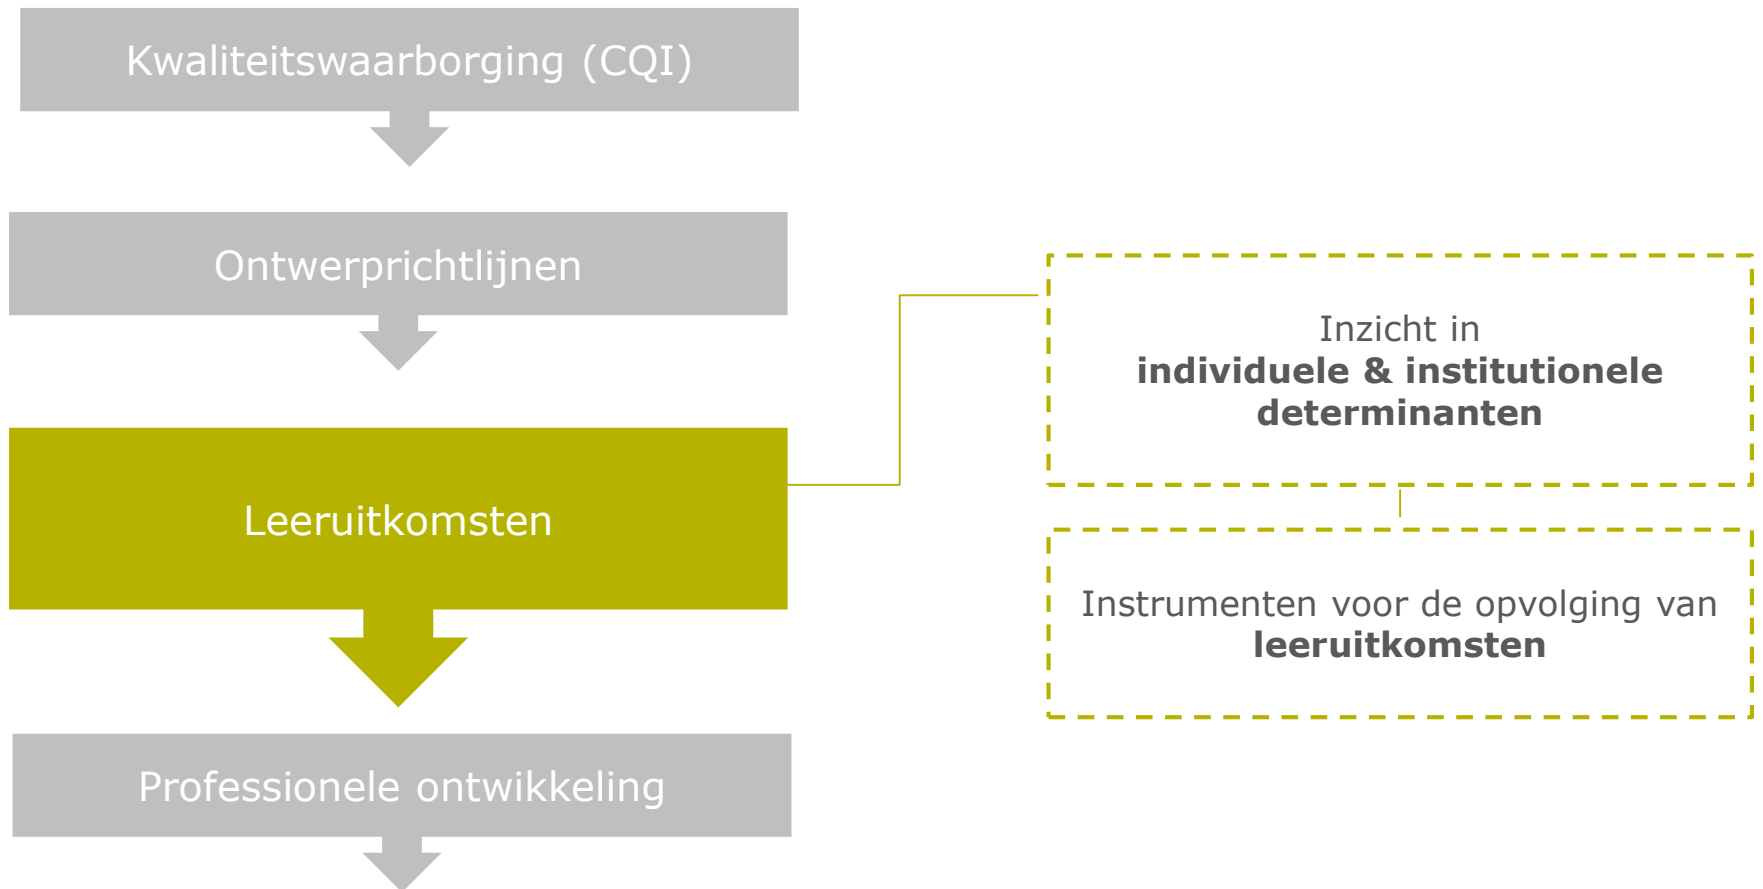 Kwaliteitswaarborging (CQI)
Ontwerprichtlijnen
Leeruitkomsten
Professionele ontwikkeling
Inzicht in
individuele & institutionele
determinanten
Instrumenten voor de opvolging van
leeruitkomsten